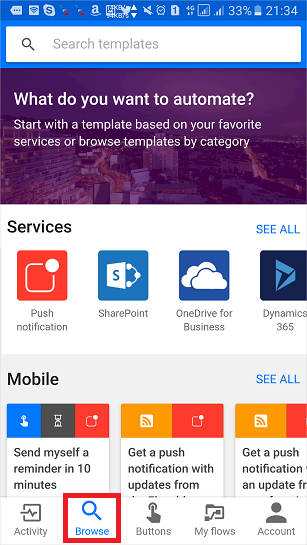 33% 21:34
Search templates
What do you want to automate?
Start with a template based on your favorite
services or browse templates by category
Services
SEE ALL
Push
notification
SharePoint
OneDrive for
Business
Dynamics
365
Mobile
SEE ALL
Send myself a
reminder in 10
minutes
Get a push
notification with
updates from
Get a push
notification
an update f
Activity
Browse
Buttons
My flows
Account